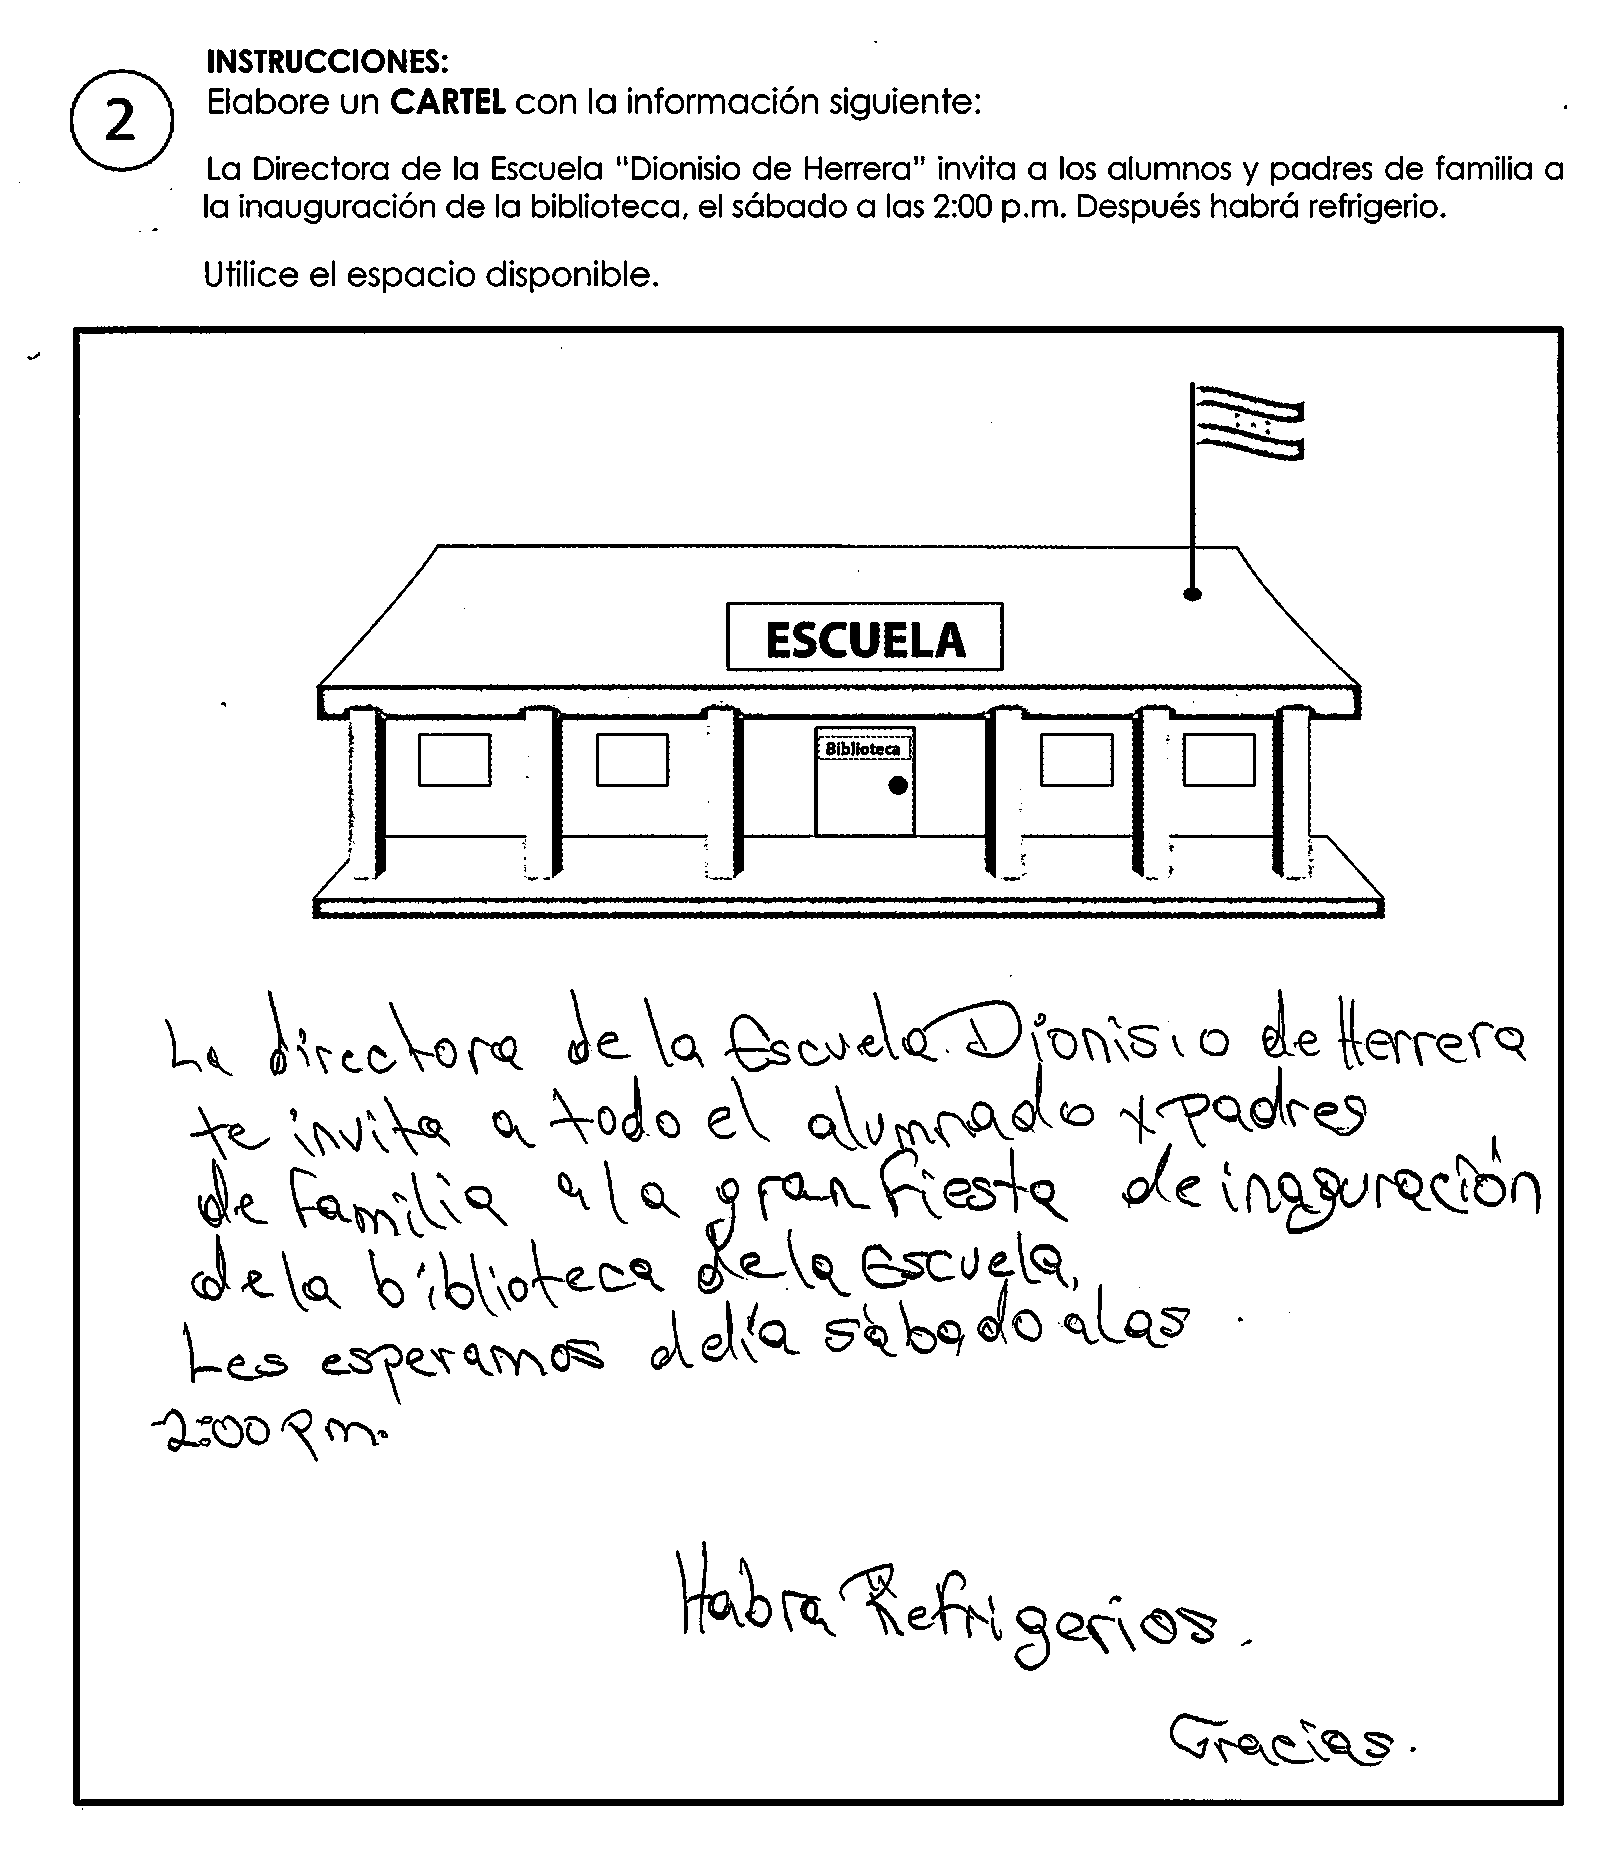 INSTRUCCIONES:
2
Elabore un CARTEL con la información siguiente:
La Directora de la Escuela "Dionisio de Herrera" invita a los alumnos y padres de familia a
la inauguración de la biblioteca, el sábado a las 2:00 p.m. Después habrá refrigerio.
Utilice el espacio disponible.
ESCUELA
Biblioteca
La directora de la Escuela Dionisio de Herrera
te invita a todo el alumnado y padres
de familia a la gran fiesta de inaguración
de la biblioteca de la Escuela,
Les esperamos el día sábado a las
2:00 Pm.
Habra Refrigerios.
Gracias.